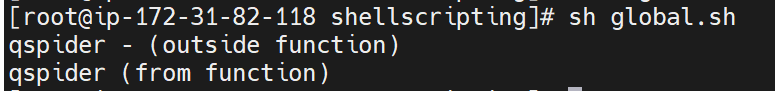 [root@ip-172-31-82-118 shellscripting]# sh global.sh
qspider - (outside function)
qspider (from function)